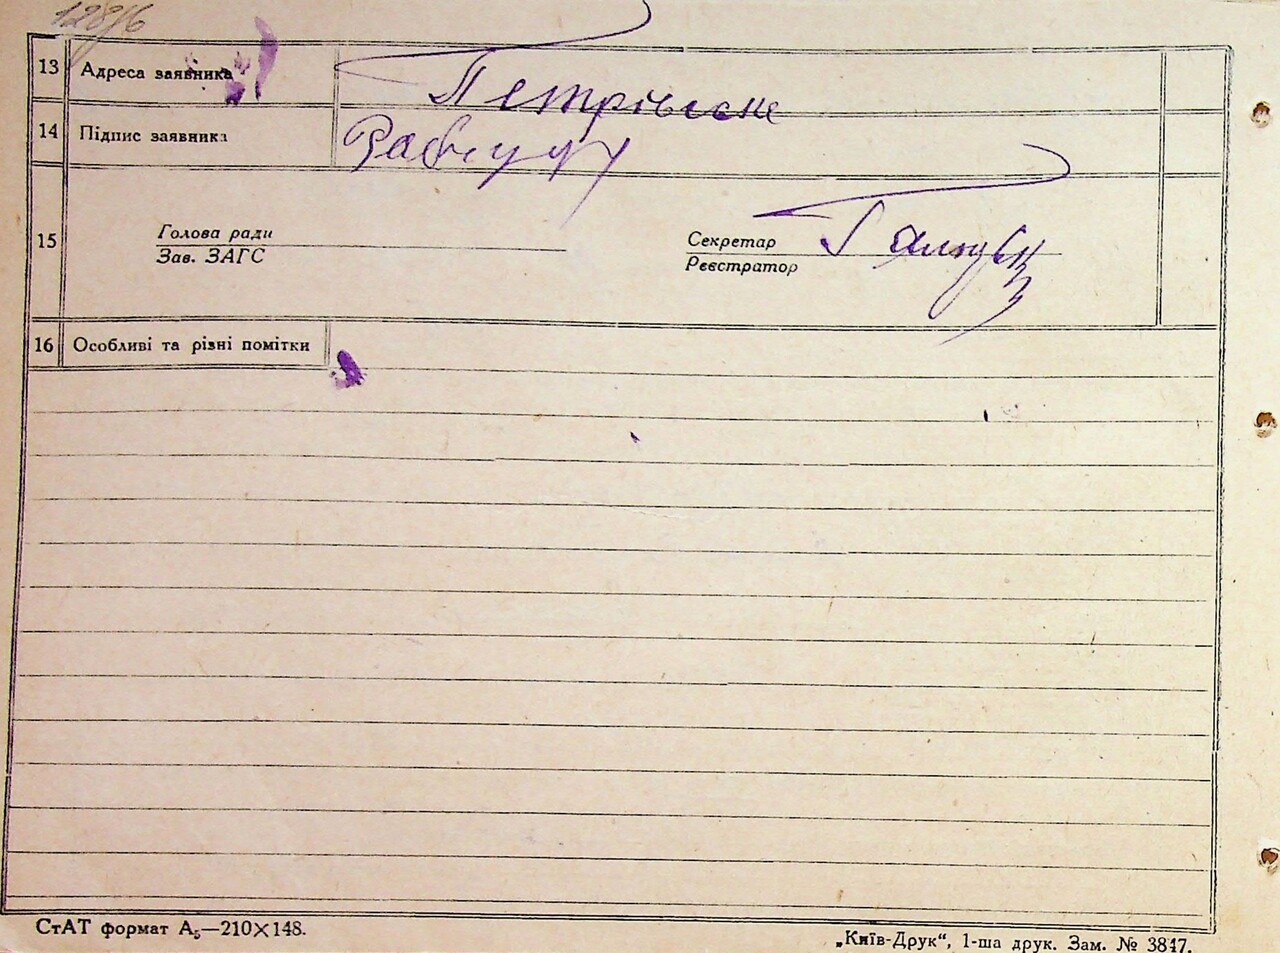 128/6
13 Адреса заявника Петрівське
14 Підпис заявника
15 Голова ради
Зав. ЗАГС
Секретар
Реєстратор
16 Особливі та різні помітки
СтАТ формат А₅—210×148.
„Київ-Друк“, 1-ша друк. Зам. № 3847.